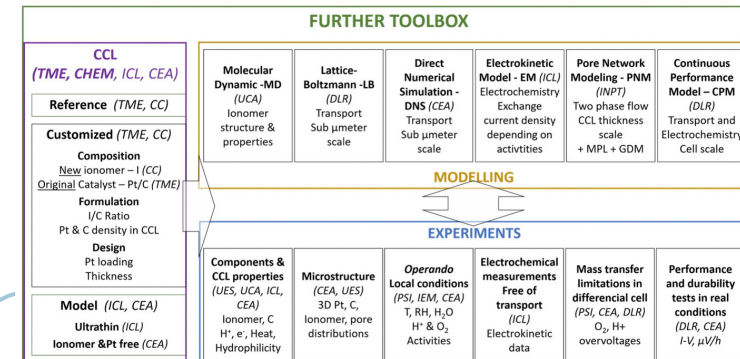 FURTHER TOOLBOX
CCL
(TME, CHEM, ICL, CEA)
Reference (TME, CC)
Customized (TME, CC)
Composition
New ionomer – I (CC)
Original Catalyst – Pt/C (TME)
Formulation
I/C Ratio
Pt & C density in CCL
Design
Pt loading
Thickness
Model (ICL, CEA)
Ultrathin (ICL)
Ionomer &Pt free (CEA)
Molecular
Dynamic -MD
(UCA)
Ionomer
structure &
properties
Lattice-
Boltzmann -LB
(DLR)
Transport
Sub µmeter
scale
Direct
Numerical
Simulation -
DNS (CEA)
Transport
Sub µmeter
scale
Electrokinetic
Model - EM (ICL)
Electrochemistry
Exchange
current density
depending on
activtities
Pore Network
Modeling - PNM
(INPT)
Two phase flow
CCL thickness
scale
+ MPL + GDM
Continuous
Performance
Model – CPM
(DLR)
Transport and
Electrochemistry
Cell scale
MODELLING
EXPERIMENTS
Components &
CCL properties
(UES, UCA, ICL,
CEA)
Ionomer, C
H⁺, e⁻, Heat,
Hydrophilicity
Microstructure
(CEA, UES)
3D Pt, C,
Ionomer, pore
distributions
Operando
Local conditions
(PSI, IEM, CEA)
T, RH, H₂O
H⁺ & O₂
Activities
Electrochemical
measurements
Free of
transport
(ICL)
Electrokinetic
data
Mass transfer
limitations in
differencial cell
(PSI, CEA, DLR)
O₂, H+
overvoltages
Performance
and durability
tests in real
conditions
(DLR, CEA)
I-V, µV/h